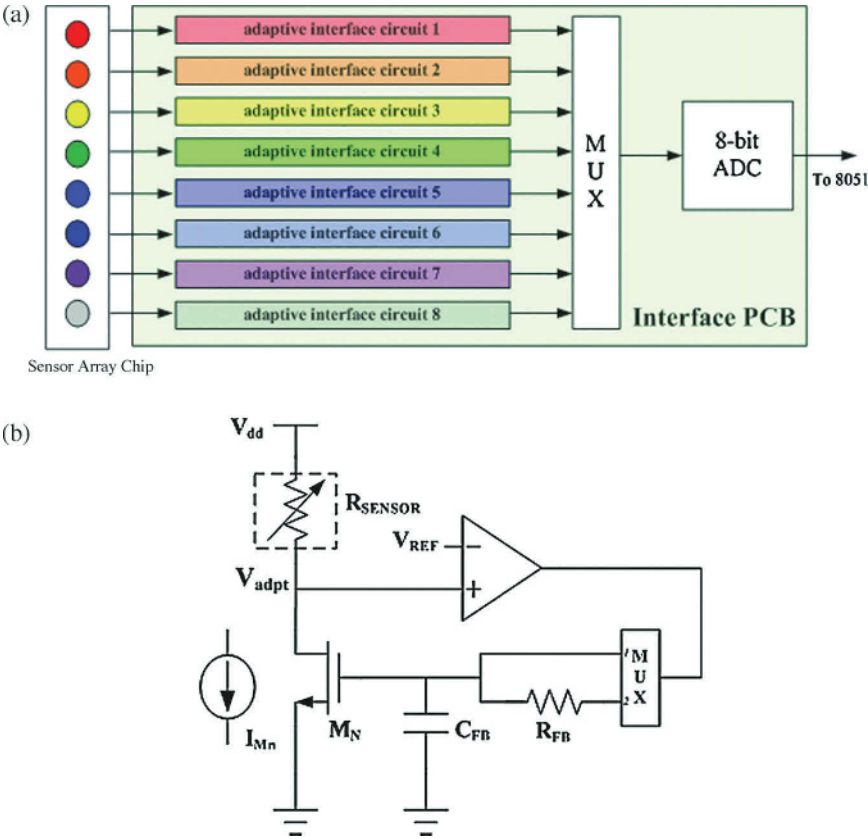 (a)
adaptive interface circuit 1
adaptive interface circuit 2
adaptive interface circuit 3
adaptive interface circuit 4
adaptive interface circuit 5
adaptive interface circuit 6
adaptive interface circuit 7
adaptive interface circuit 8
MUX
8-bit
ADC
To 8051
Interface PCB
Sensor Array Chip
(b)
Vdd
RSENSOR
VREF
−
Vadpt
+
1
MUX
2
IMn
MN
CFB
RFB